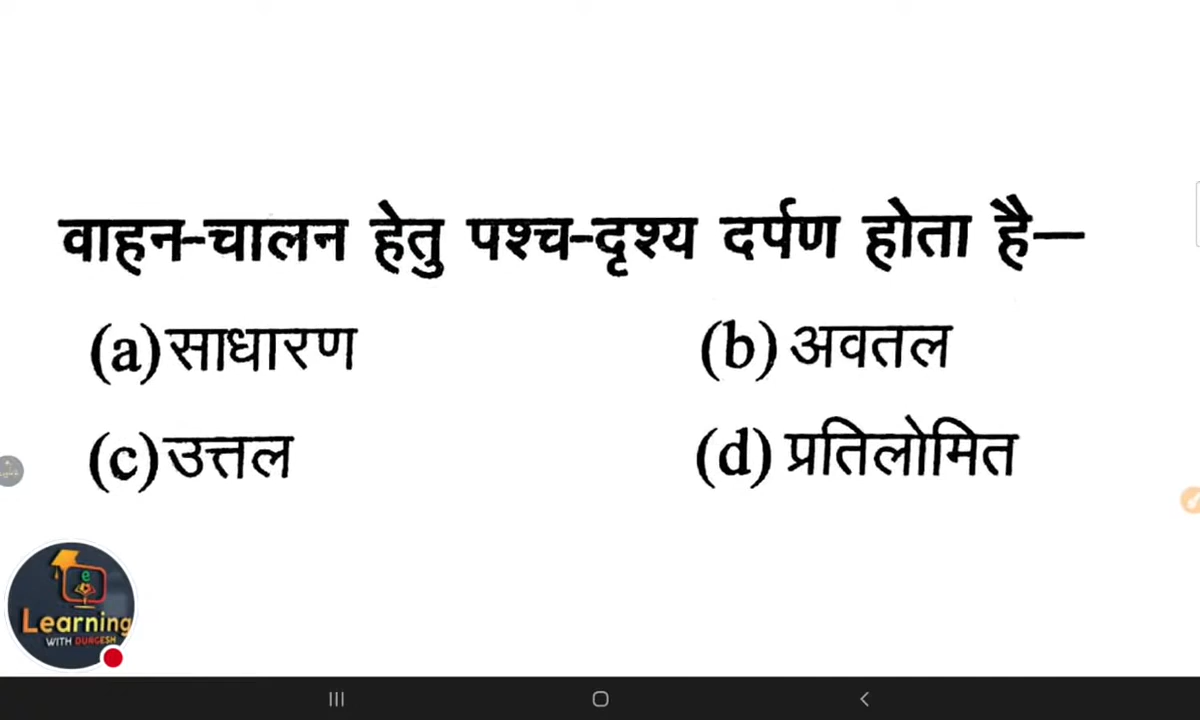 वाहन-चालन हेतु पश्च-दृश्य दर्पण होता है—
(a) साधारण (b) अवतल
(c) उत्तल (d) प्रतिलोमित
e
Learning
WITH DURGESH